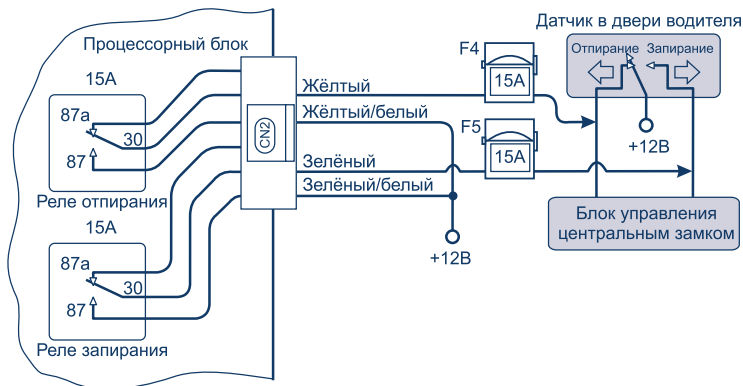 Датчик в двери водителя
Процессорный блок
F4
Отпирание
Запирание
15А
15А
87а
30
87
Реле отпирания
CN2
Жёлтый
Жёлтый/белый
F5
15А
+12В
Зелёный
Зелёный/белый
+12В
Блок управления
центральным замком
15А
87а
30
87
Реле запирания